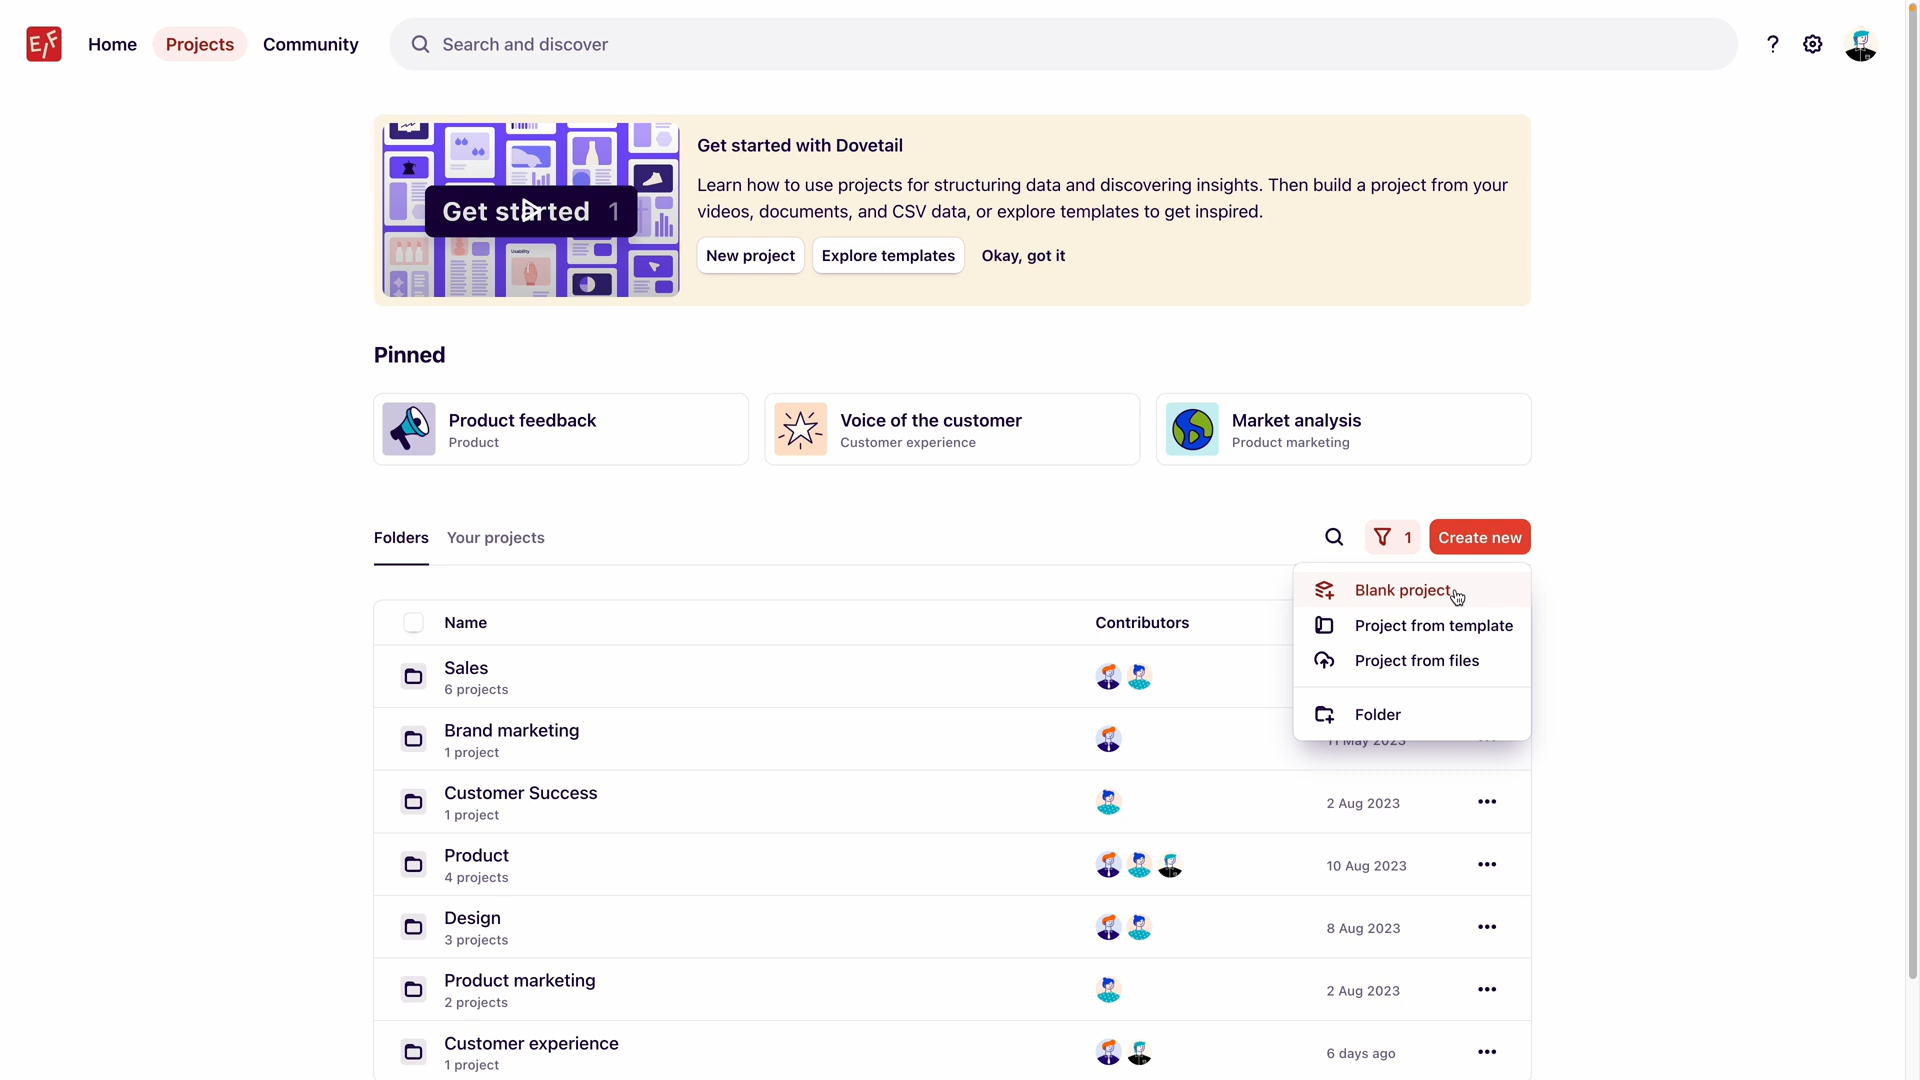 E/F
Home
Projects
Community
Search and discover
?
Get started with Dovetail
Learn how to use projects for structuring data and discovering insights. Then build a project from your
videos, documents, and CSV data, or explore templates to get inspired.
Get started 1
Usability
New project
Explore templates
Okay, got it
Pinned
Product feedback
Product
Voice of the customer
Customer experience
Market analysis
Product marketing
Folders
Your projects
1
Create new
Blank project
Project from template
Project from files
Folder
Name
Contributors
Sales
6 projects
Brand marketing
1 project
11 May 2023
Customer Success
1 project
2 Aug 2023
Product
4 projects
10 Aug 2023
Design
3 projects
8 Aug 2023
Product marketing
2 projects
2 Aug 2023
Customer experience
1 project
6 days ago